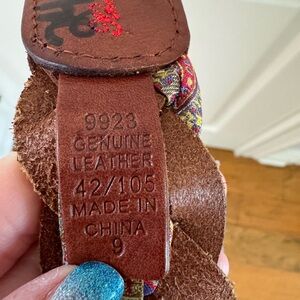 9923
GENUINE
LEATHER
42/105
MADE IN
CHINA
9